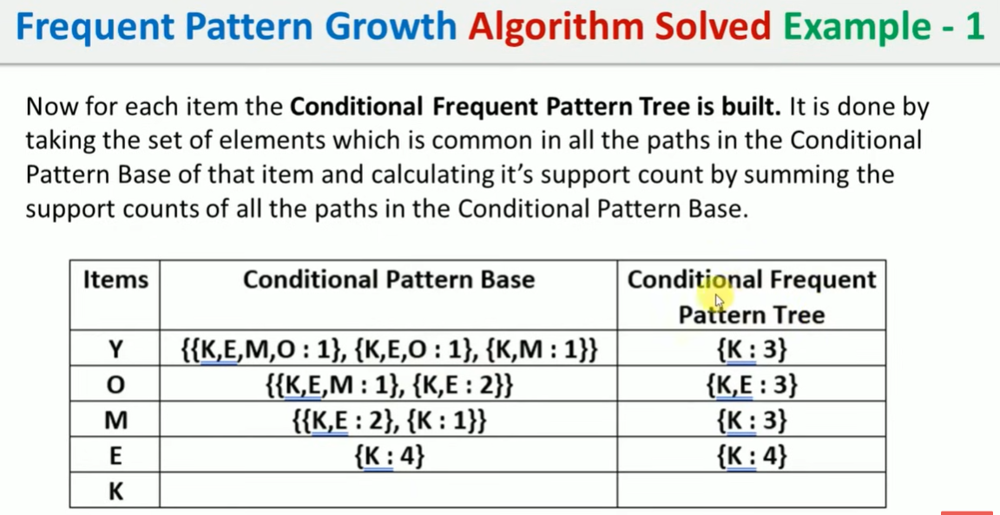 Frequent Pattern Growth Algorithm Solved Example - 1
Now for each item the Conditional Frequent Pattern Tree is built. It is done by
taking the set of elements which is common in all the paths in the Conditional
Pattern Base of that item and calculating it's support count by summing the
support counts of all the paths in the Conditional Pattern Base.
Items Conditional Pattern Base Conditional Frequent
Pattern Tree
Y {{K,E,M,O : 1}, {K,E,O : 1}, {K,M : 1}} {K : 3}
O {{K,E,M : 1}, {K,E : 2}} {K,E : 3}
M {{K,E : 2}, {K : 1}} {K : 3}
E {K : 4} {K : 4}
K